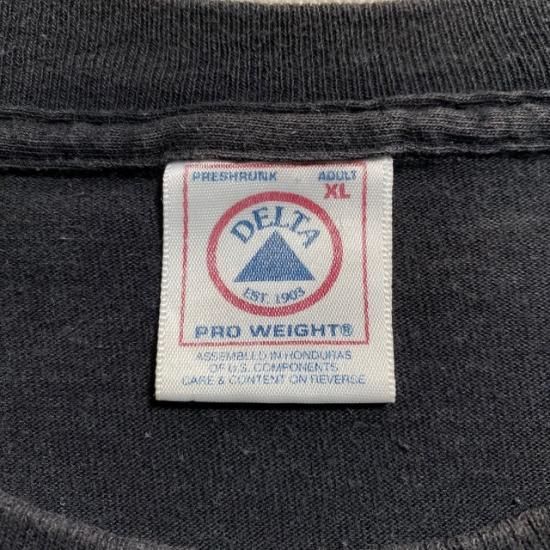 PRESHRUNK ADULT
XL
DELTA
EST. 1903
PRO WEIGHT®
ASSEMBLED IN HONDURAS
OF U.S. COMPONENTS
CARE & CONTENT ON REVERSE